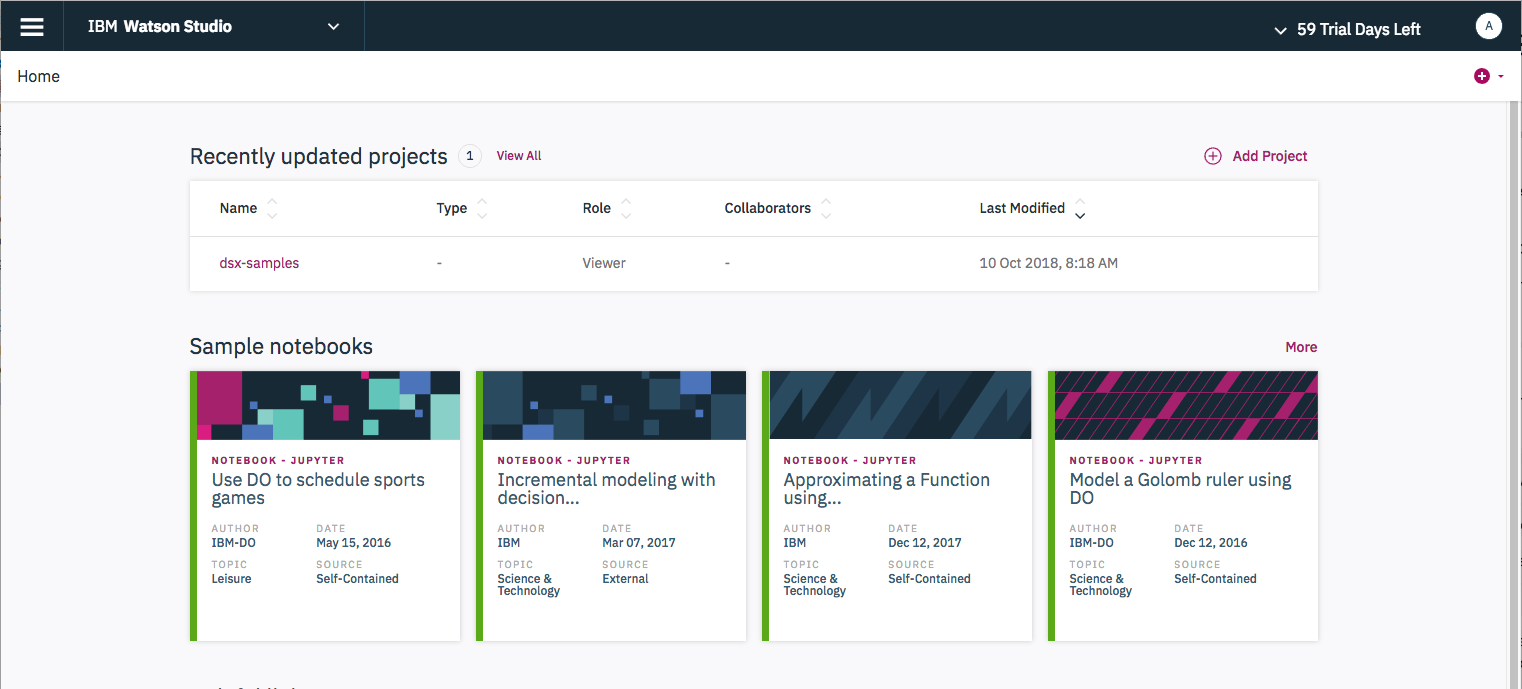 IBM Watson Studio
59 Trial Days Left
A
Home
Recently updated projects 1 View All
Add Project
Name Type Role Collaborators Last Modified
dsx-samples - Viewer - 10 Oct 2018, 8:18 AM
Sample notebooks
More
NOTEBOOK - JUPYTER
Use DO to schedule sports
games
AUTHOR DATE
IBM-DO May 15, 2016
TOPIC SOURCE
Leisure Self-Contained
NOTEBOOK - JUPYTER
Incremental modeling with
decision...
AUTHOR DATE
IBM Mar 07, 2017
TOPIC SOURCE
Science & External
Technology
NOTEBOOK - JUPYTER
Approximating a Function
using...
AUTHOR DATE
IBM Dec 12, 2017
TOPIC SOURCE
Science & Self-Contained
Technology
NOTEBOOK - JUPYTER
Model a Golomb ruler using
DO
AUTHOR DATE
IBM-DO Dec 12, 2016
TOPIC SOURCE
Science & Self-Contained
Technology